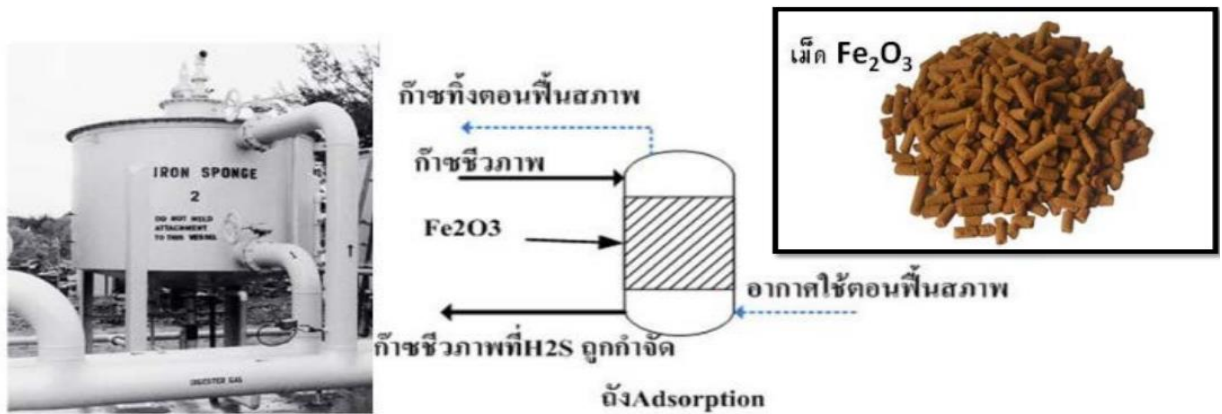 IRON SPONGE
2
DO NOT WELD
ATTACHMENT
TO THIS VESSEL
DIGESTER GAS
ก๊าซทิ้งตอนฟื้นสภาพ
ก๊าซชีวภาพ
Fe2O3
อากาศใช้ตอนฟื้นสภาพ
ก๊าซชีวภาพที่H2S ถูกกำจัด
ถังAdsorption
เม็ด Fe₂O₃